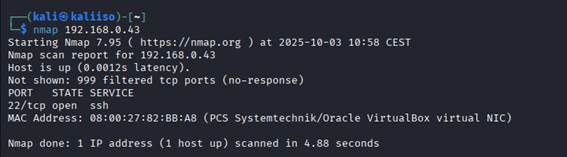 ┌──(kali㉿kaliiso)-[~]
└─$ nmap 192.168.0.43
Starting Nmap 7.95 ( https://nmap.org ) at 2025-10-03 10:58 CEST
Nmap scan report for 192.168.0.43
Host is up (0.0012s latency).
Not shown: 999 filtered tcp ports (no-response)
PORT   STATE SERVICE
22/tcp open  ssh
MAC Address: 08:00:27:82:BB:A8 (PCS Systemtechnik/Oracle VirtualBox virtual NIC)
Nmap done: 1 IP address (1 host up) scanned in 4.88 seconds